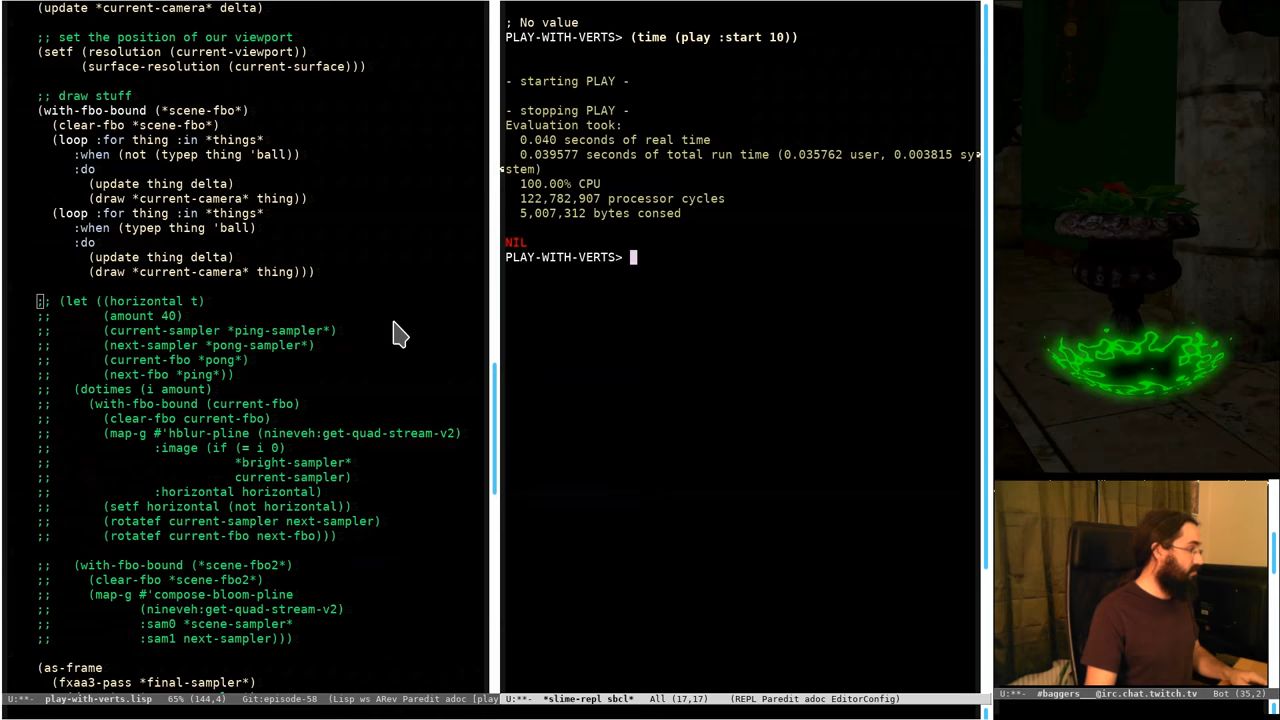 (update *current-camera* delta)
;; set the position of our viewport
(setf (resolution (current-viewport))
(surface-resolution (current-surface)))
;; draw stuff
(with-fbo-bound (*scene-fbo*)
(clear-fbo *scene-fbo*)
(loop :for thing :in *things*
:when (not (typep thing 'ball))
:do
(update thing delta)
(draw *current-camera* thing))
(loop :for thing :in *things*
:when (typep thing 'ball)
:do
(update thing delta)
(draw *current-camera* thing)))
;; (let ((horizontal t)
;;       (amount 40)
;;       (current-sampler *ping-sampler*)
;;       (next-sampler *pong-sampler*)
;;       (current-fbo *pong*)
;;       (next-fbo *ping*))
;;   (dotimes (i amount)
;;     (with-fbo-bound (current-fbo)
;;       (clear-fbo current-fbo)
;;       (map-g #'hblur-pline (nineveh:get-quad-stream-v2)
;;              :image (if (= i 0)
;;                         *bright-sampler*
;;                         current-sampler)
;;              :horizontal horizontal)
;;       (setf horizontal (not horizontal))
;;       (rotatef current-sampler next-sampler)
;;       (rotatef current-fbo next-fbo)))
;;   (with-fbo-bound (*scene-fbo2*)
;;     (clear-fbo *scene-fbo2*)
;;     (map-g #'compose-bloom-pline
;;            (nineveh:get-quad-stream-v2)
;;            :sam0 *scene-sampler*
;;            :sam1 next-sampler)))
(as-frame
(fxaa3-pass *final-sampler*)
U:**-  play-with-verts.lisp   65% (144,4)   Git:episode-58  (Lisp ws ARev Paredit adoc [play
; No value
PLAY-WITH-VERTS> (time (play :start 10))
- starting PLAY -
- stopping PLAY -
Evaluation took:
0.040 seconds of real time
0.039577 seconds of total run time (0.035762 user, 0.003815 sy
stem)
100.00% CPU
122,782,907 processor cycles
5,007,312 bytes consed
NIL
PLAY-WITH-VERTS>
U:**-  *slime-repl sbcl*   All (17,17)   (REPL Paredit adoc EditorConfig)
U:**-  #baggers___@irc.chat.twitch.tv   Bot (35,2)